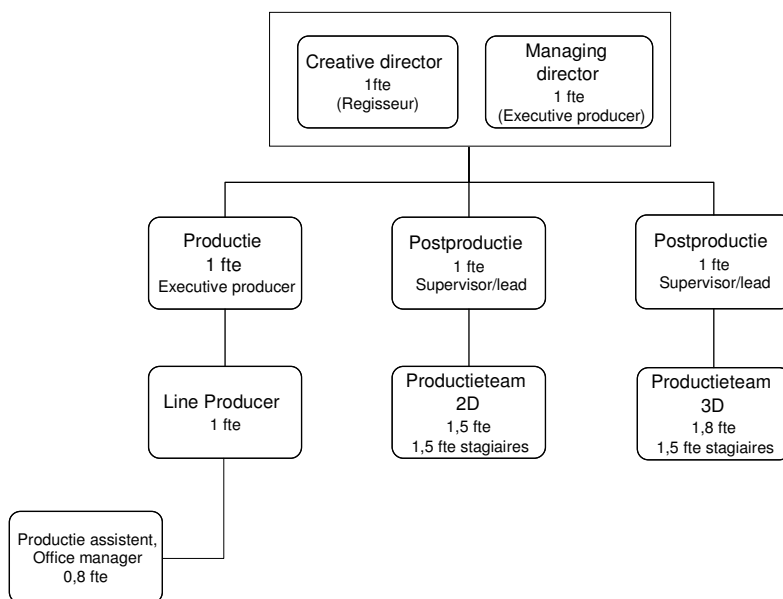 Creative director
1fte
(Regisseur)
Managing
director
1 fte
(Executive producer)
Productie
1 fte
Executive producer
Postproductie
1 fte
Supervisor/lead
Postproductie
1 fte
Supervisor/lead
Line Producer
1 fte
Productieteam
2D
1,5 fte
1,5 fte stagiaires
Productieteam
3D
1,8 fte
1,5 fte stagiaires
Productie assistent,
Office manager
0,8 fte